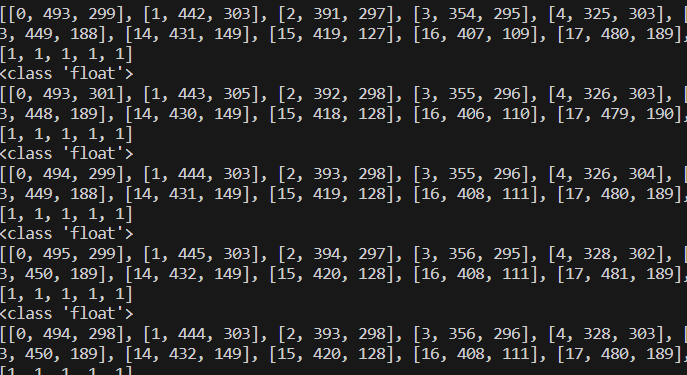 [[0, 493, 299], [1, 442, 303], [2, 391, 297], [3, 354, 295], [4, 325, 303], [
3, 449, 188], [14, 431, 149], [15, 419, 127], [16, 407, 109], [17, 480, 189],
[1, 1, 1, 1, 1]
<class 'float'>
[[0, 493, 301], [1, 443, 305], [2, 392, 298], [3, 355, 296], [4, 326, 303], [
3, 448, 189], [14, 430, 149], [15, 418, 128], [16, 406, 110], [17, 479, 190],
[1, 1, 1, 1, 1]
<class 'float'>
[[0, 494, 299], [1, 444, 303], [2, 393, 298], [3, 355, 296], [4, 326, 304], [
3, 449, 188], [14, 431, 149], [15, 419, 128], [16, 408, 111], [17, 480, 189],
[1, 1, 1, 1, 1]
<class 'float'>
[[0, 495, 299], [1, 445, 303], [2, 394, 297], [3, 356, 295], [4, 328, 302], [
3, 450, 189], [14, 432, 149], [15, 420, 128], [16, 408, 111], [17, 481, 189],
[1, 1, 1, 1, 1]
<class 'float'>
[[0, 494, 298], [1, 444, 303], [2, 393, 298], [3, 356, 296], [4, 328, 303], [
3, 450, 189], [14, 432, 149], [15, 420, 128], [16, 408, 111], [17, 480, 189],
[1, 1, 1, 1, 1]